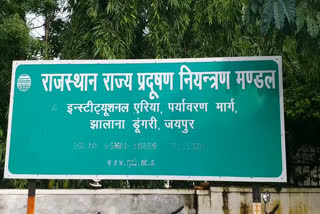 राजस्थान राज्य प्रदूषण नियन्त्रण मण्डल
इन्स्टीट्यूशनल एरिया, पर्यावरण मार्ग,
झालाना डूंगरी, जयपुर